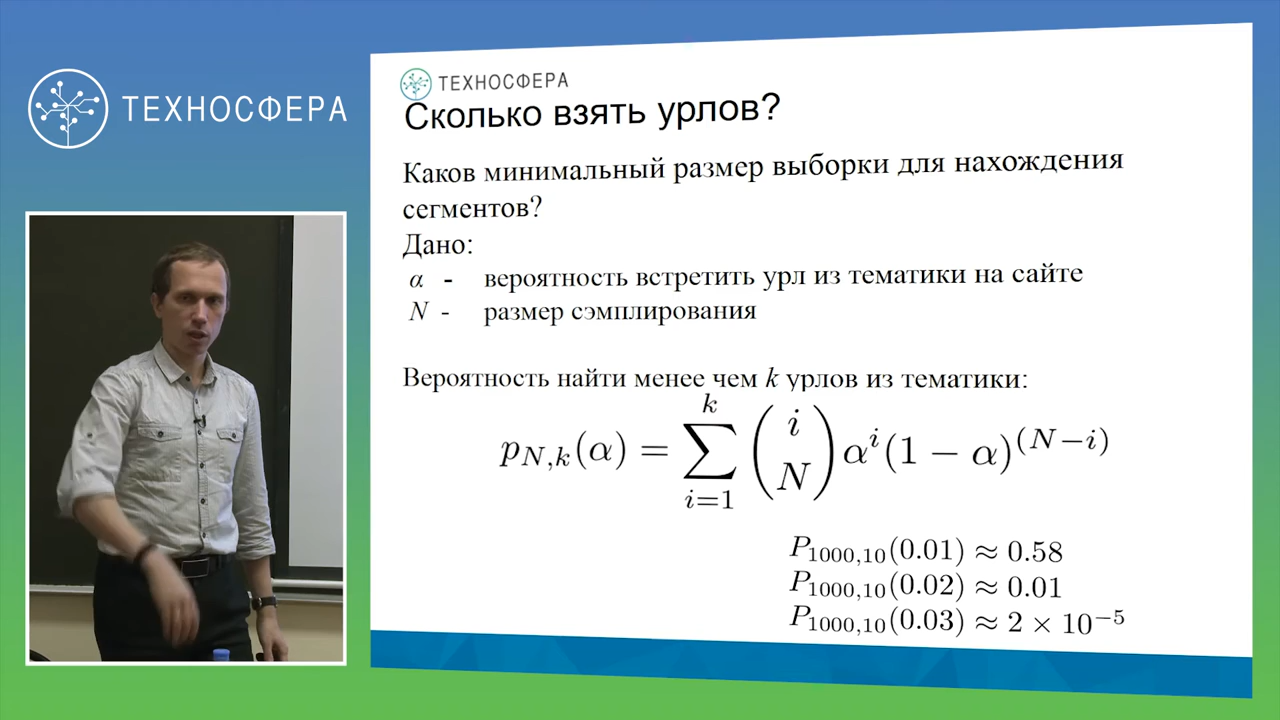 ТЕХНОСФЕРА
ТЕХНОСФЕРА
Сколько взять урлов?
Каков минимальный размер выборки для нахождения
сегментов?
Дано:
α - вероятность встретить урл из тематики на сайте
N - размер сэмплирования
Вероятность найти менее чем k урлов из тематики:
p_{N,k}(α) = \sum_{i=1}^{k} \binom{i}{N} α^i (1 − α)^{(N−i)}
P_{1000,10}(0.01) ≈ 0.58
P_{1000,10}(0.02) ≈ 0.01
P_{1000,10}(0.03) ≈ 2 × 10^{−5}